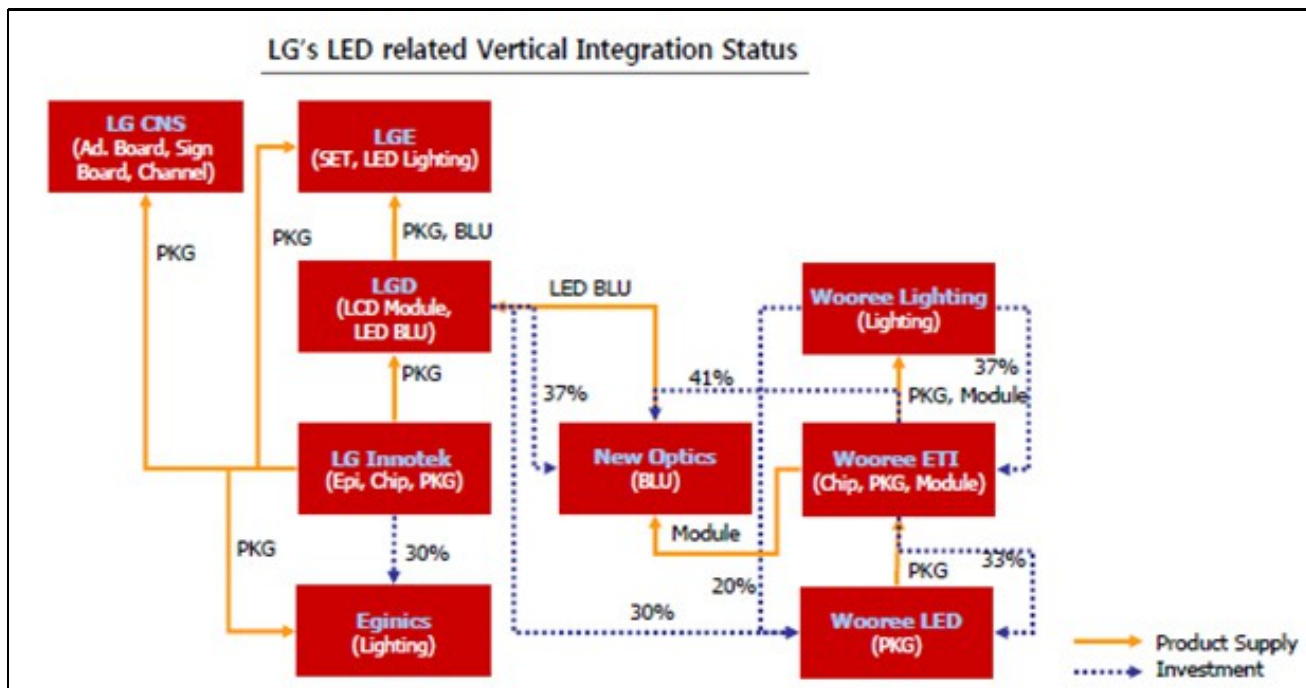 LG's LED related Vertical Integration Status
LG CNS
(Ad. Board, Sign
Board, Channel)
LGE
(SET, LED Lighting)
PKG
PKG
PKG, BLU
LGD
(LCD Module,
LED BLU)
LED BLU
Wooree Lighting
(Lighting)
PKG
37%
41%
37%
PKG, Module
LG Innotek
(Epi, Chip, PKG)
New Optics
(BLU)
Wooree ETI
(Chip, PKG, Module)
PKG
30%
Module
20%
30%
PKG
33%
Eginics
(Lighting)
Wooree LED
(PKG)
Product Supply
Investment